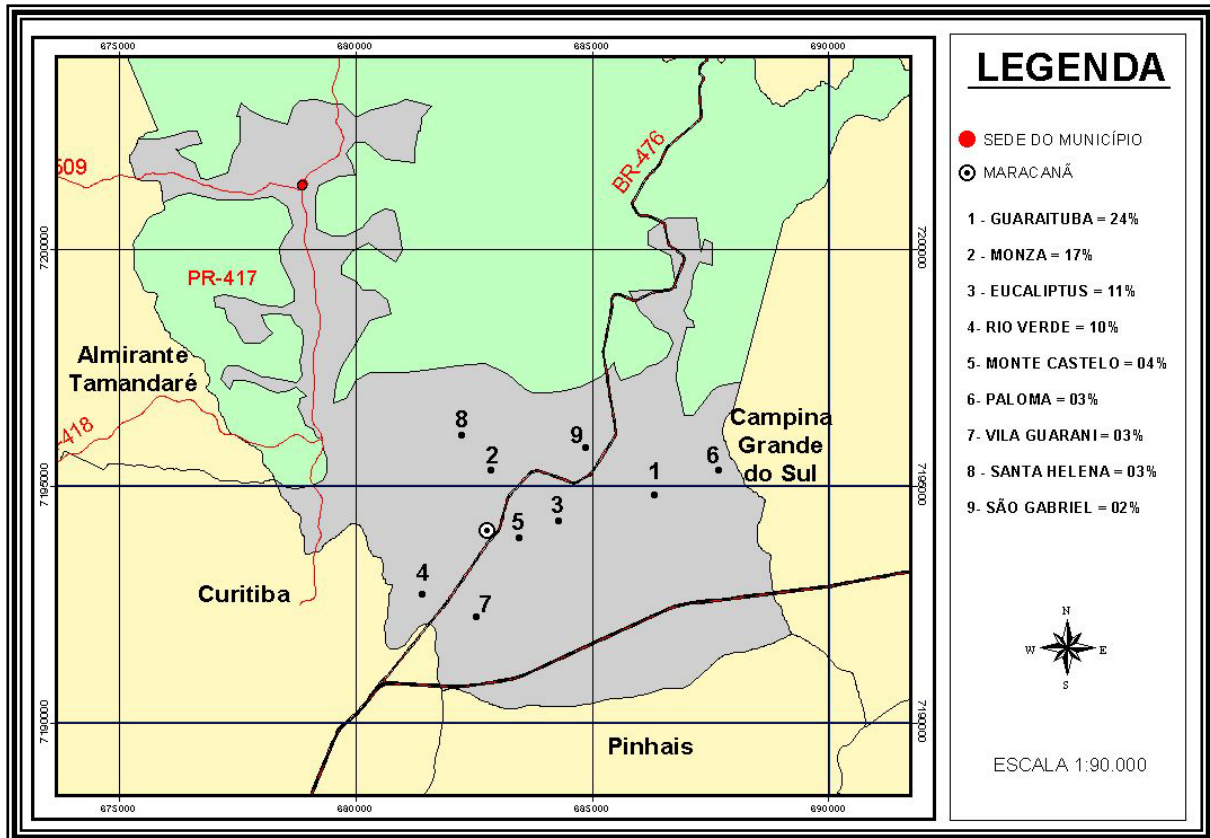 675000
680000
685000
690000
509
BR-476
7200000
7200000
PR-417
Almirante
Tamandaré
-418
8
9
2
Campina
Grande
do Sul
6
1
7195000
7195000
3
5
4
Curitiba
7
7190000
7190000
Pinhais
675000
680000
685000
690000
LEGENDA
SEDE DO MUNICÍPIO
MARACANÃ
1 - GUARAITUBA = 24%
2 - MONZA = 17%
3 - EUCALIPTUS = 11%
4 - RIO VERDE = 10%
5- MONTE CASTELO = 04%
6- PALOMA = 03%
7- VILA GUARANI = 03%
8 - SANTA HELENA = 03%
9- SÃO GABRIEL = 02%
N
W E
S
ESCALA 1:90.000